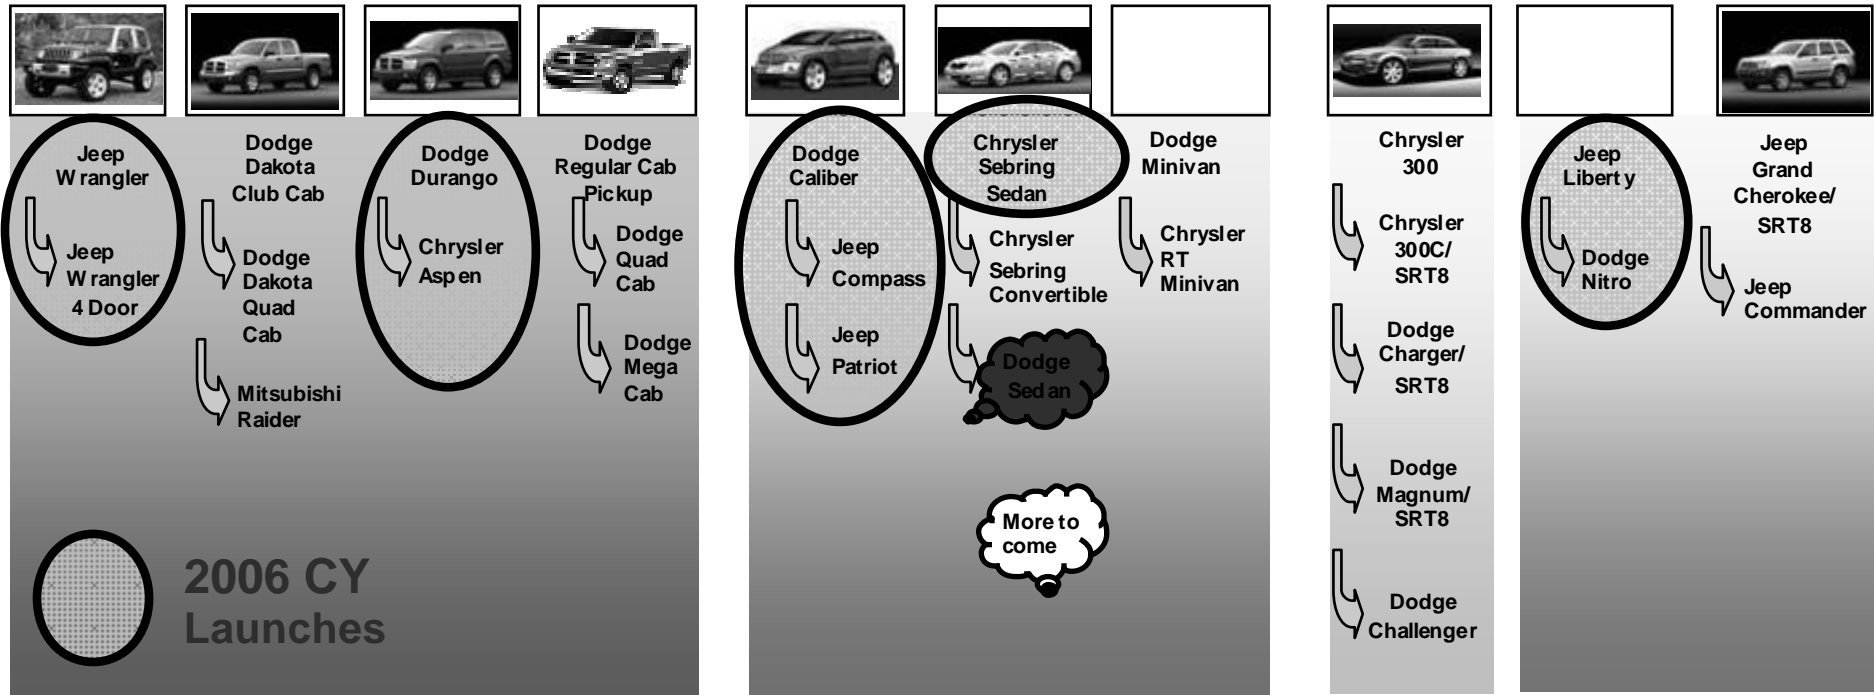 Jeep
Wrangler
Jeep
Wrangler
4 Door
Dodge
Dakota
Club Cab
Dodge
Dakota
Quad
Cab
Mitsubishi
Raider
Dodge
Durango
Chrysler
Aspen
Dodge
Regular Cab
Pickup
Dodge
Quad
Cab
Dodge
Mega
Cab
2006 CY
Launches
Dodge
Caliber
Jeep
Compass
Jeep
Patriot
Chrysler
Sebring
Sedan
Chrysler
Sebring
Convertible
Dodge
Sedan
More to
come
Dodge
Minivan
Chrysler
RT
Minivan
Chrysler
300
Chrysler
300C/
SRT8
Dodge
Charger/
SRT8
Dodge
Magnum/
SRT8
Dodge
Challenger
Jeep
Liberty
Dodge
Nitro
Jeep
Grand
Cherokee/
SRT8
Jeep
Commander